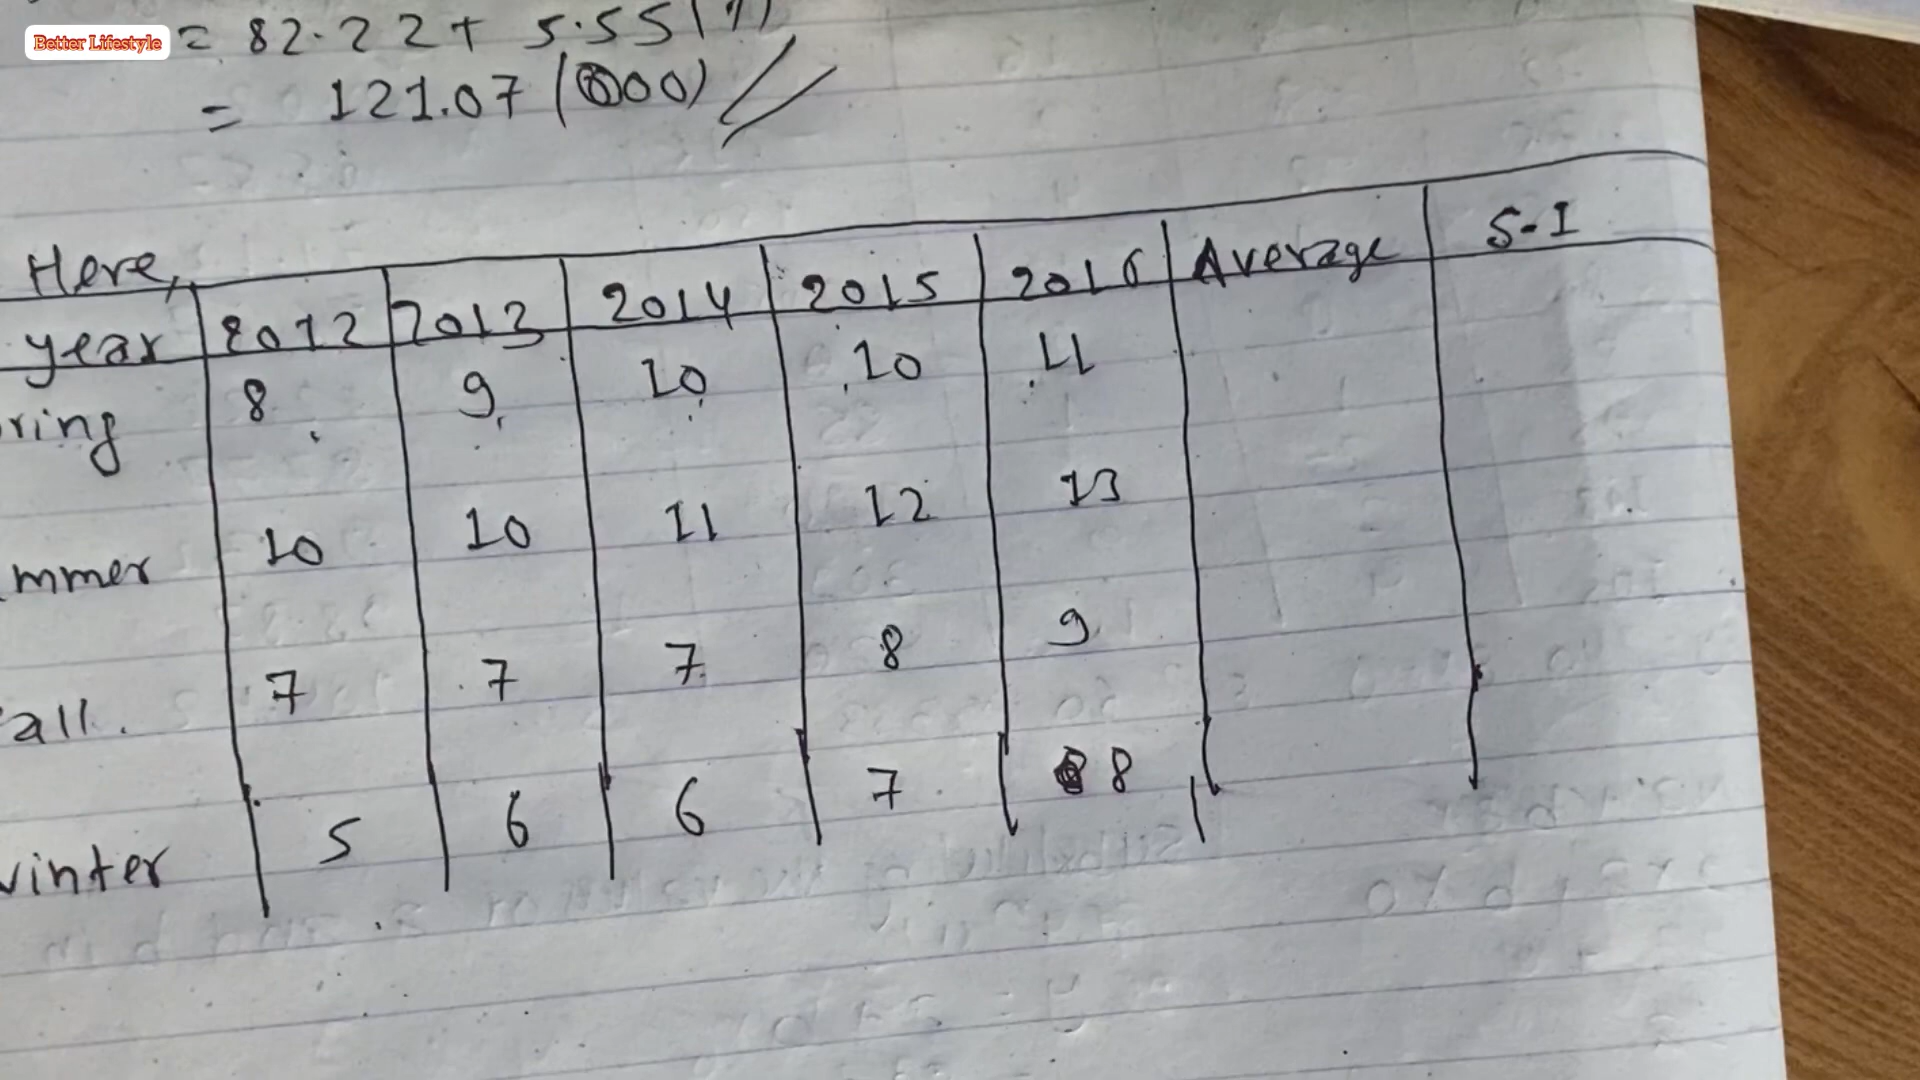 Better Lifestyle
= 82.22 + 5.55(7)
= 121.07 (000)
Here,
year 2012 2013 2014 2015 2016 Average S-I
ring 8 9 10 10 11
mmer 10 10 11 12 13
all. 7 7 7 8 9
winter 5 6 6 7 8